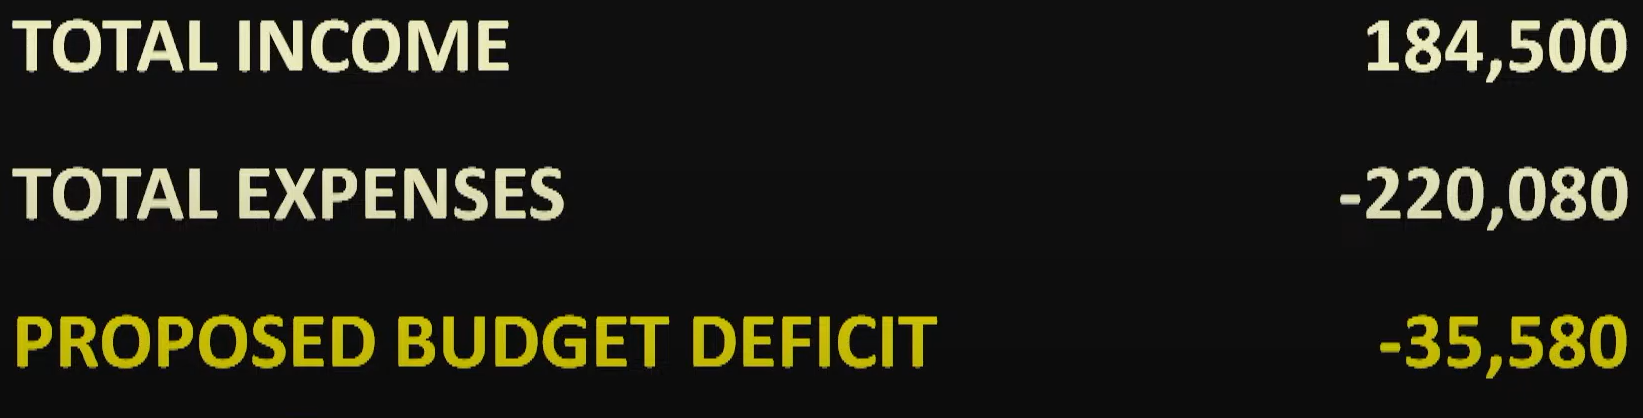 TOTAL INCOME 184,500
TOTAL EXPENSES -220,080
PROPOSED BUDGET DEFICIT -35,580